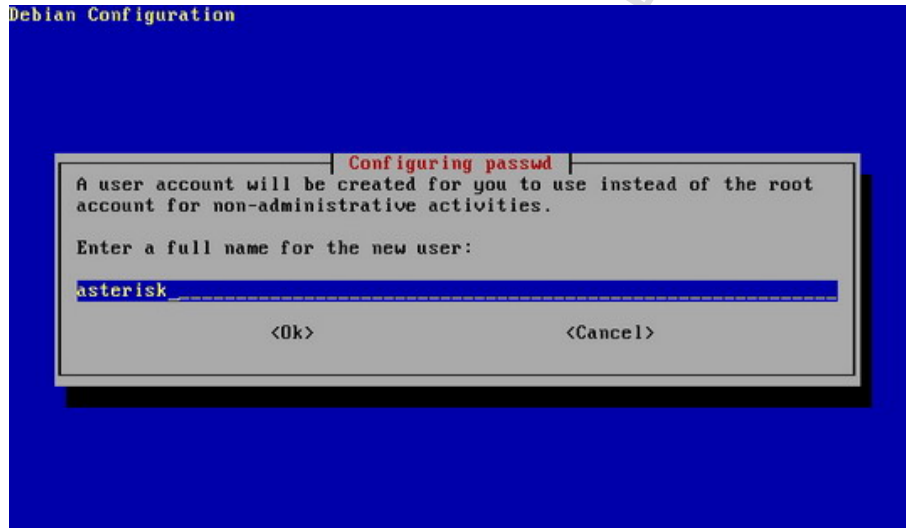 Debian Configuration
Configuring passwd
A user account will be created for you to use instead of the root
account for non-administrative activities.
Enter a full name for the new user:
asterisk
<Ok> <Cancel>